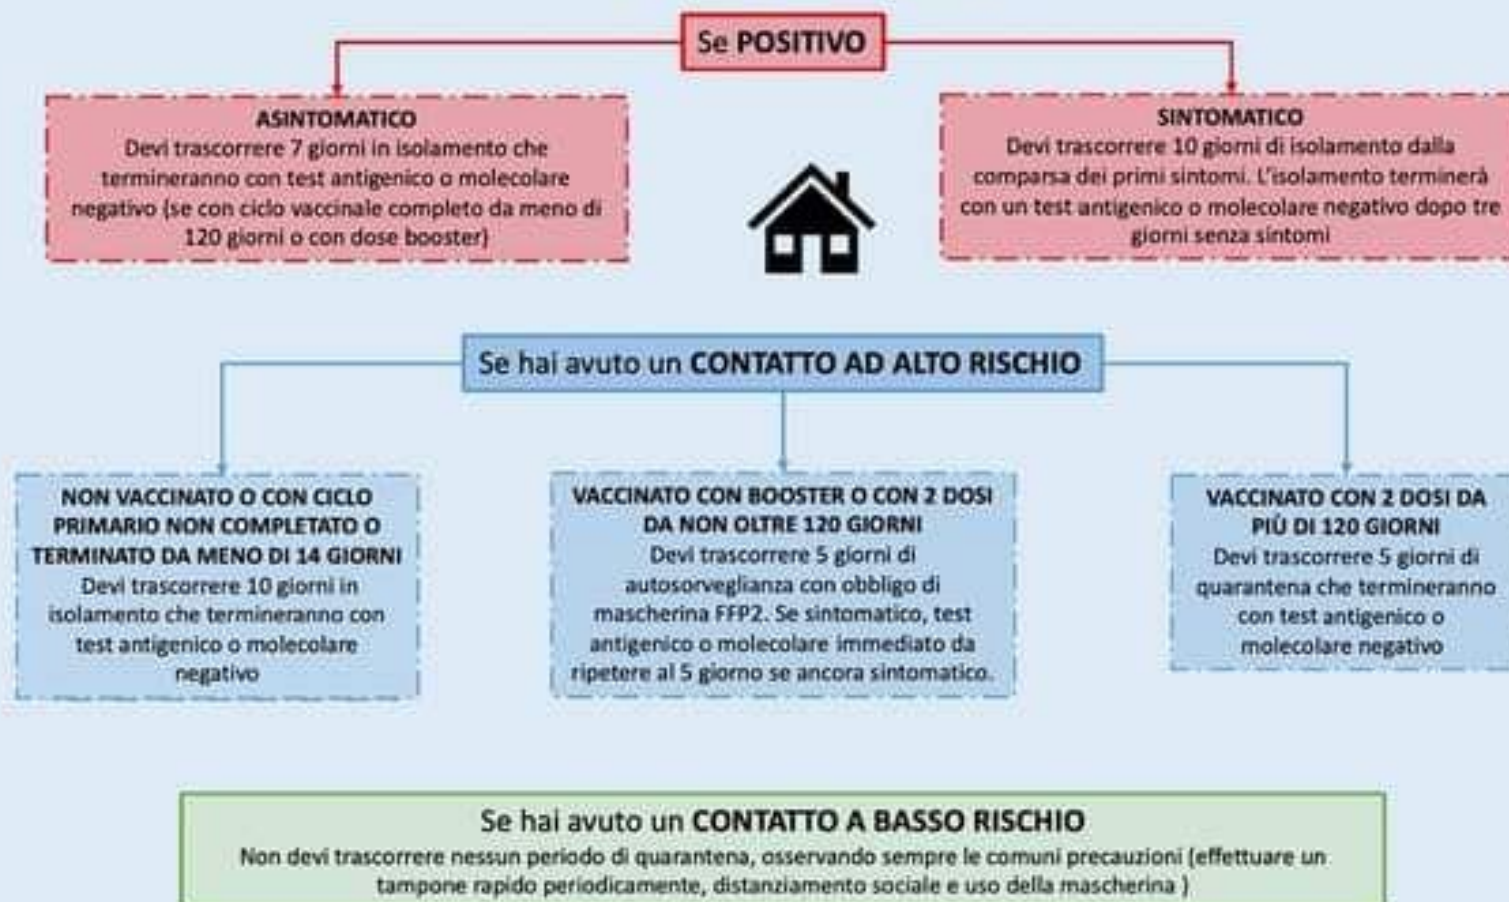 Se POSITIVO
ASINTOMATICO
Devi trascorrere 7 giorni in isolamento che
termineranno con test antigenico o molecolare
negativo (se con ciclo vaccinale completo da meno di
120 giorni o con dose booster)
SINTOMATICO
Devi trascorrere 10 giorni di isolamento dalla
comparsa dei primi sintomi. L'isolamento terminerà
con un test antigenico o molecolare negativo dopo tre
giorni senza sintomi
Se hai avuto un CONTATTO AD ALTO RISCHIO
NON VACCINATO O CON CICLO
PRIMARIO NON COMPLETATO O
TERMINATO DA MENO DI 14 GIORNI
Devi trascorrere 10 giorni in
isolamento che termineranno con
test antigenico o molecolare
negativo
VACCINATO CON BOOSTER O CON 2 DOSI
DA NON OLTRE 120 GIORNI
Devi trascorrere 5 giorni di
autosorveglianza con obbligo di
mascherina FFP2. Se sintomatico, test
antigenico o molecolare immediato da
ripetere al 5 giorno se ancora sintomatico.
VACCINATO CON 2 DOSI DA
PIÙ DI 120 GIORNI
Devi trascorrere 5 giorni di
quarantena che termineranno
con test antigenico o
molecolare negativo
Se hai avuto un CONTATTO A BASSO RISCHIO
Non devi trascorrere nessun periodo di quarantena, osservando sempre le comuni precauzioni (effettuare un
tampone rapido periodicamente, distanziamento sociale e uso della mascherina )